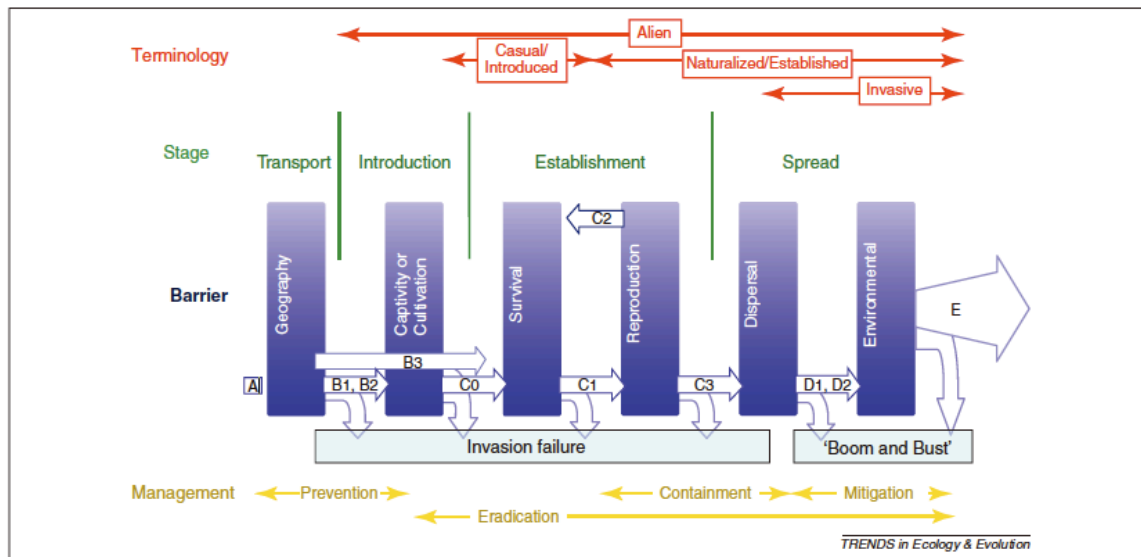 Alien
Terminology
Casual/
Introduced
Naturalized/Established
Invasive
Stage
Transport
Introduction
Establishment
Spread
C2
Barrier
Geography
Captivity or
Cultivation
Survival
Reproduction
Dispersal
Environmental
E
B3
A
B1, B2
C0
C1
C3
D1, D2
Invasion failure
‘Boom and Bust’
Management
Prevention
Containment
Mitigation
Eradication
TRENDS in Ecology & Evolution